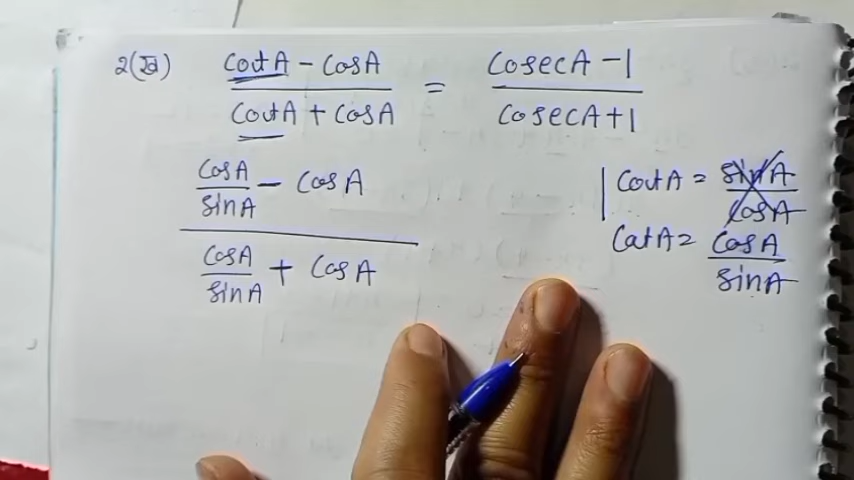 2(ख) cotA - cosA / cotA + cosA = cosecA - 1 / cosecA + 1
cosA / sinA - cosA
cosA / sinA + cosA
cotA = sinA / cosA
cotA = cosA / sinA